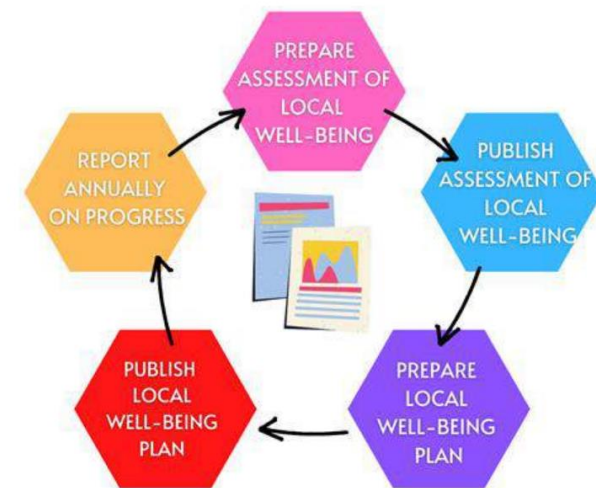 PREPARE
ASSESSMENT OF
LOCAL
WELL-BEING
PUBLISH
ASSESSMENT OF
LOCAL
WELL-BEING
PREPARE
LOCAL
WELL-BEING
PLAN
PUBLISH
LOCAL
WELL-BEING
PLAN
REPORT
ANNUALLY
ON PROGRESS